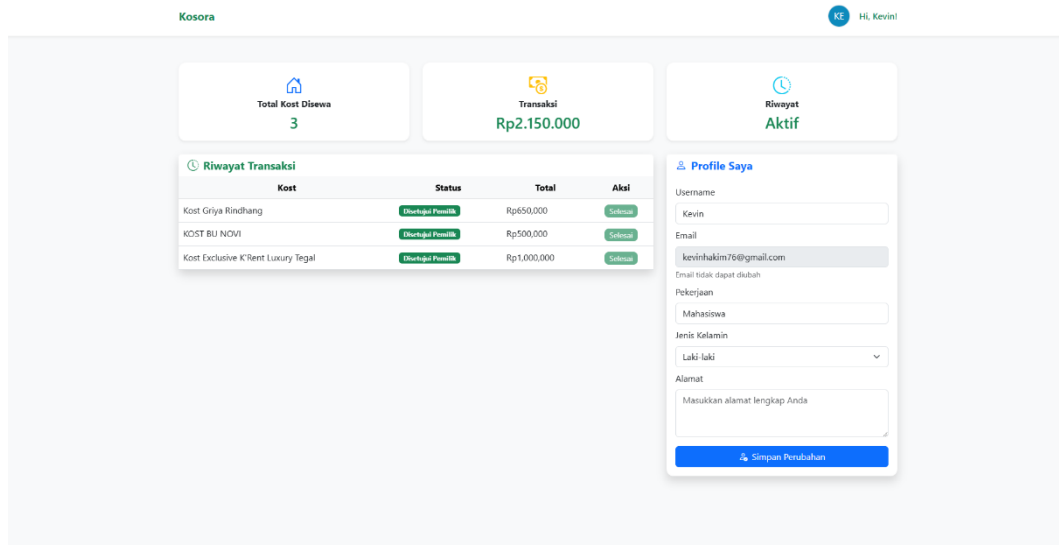 Kosora
KE Hi, Kevin!
Total Kost Disewa
3
Transaksi
Rp2.150.000
Riwayat
Aktif
Riwayat Transaksi
Kost Status Total Aksi
Kost Griya Rindhang Disetujui Pemilik Rp650,000 Selesai
KOST BU NOVI Disetujui Pemilik Rp500,000 Selesai
Kost Exclusive K'Rent Luxury Tegal Disetujui Pemilik Rp1,000,000 Selesai
Profile Saya
Username
Kevin
Email
kevinhakim76@gmail.com
Email tidak dapat diubah
Pekerjaan
Mahasiswa
Jenis Kelamin
Laki-laki
Alamat
Masukkan alamat lengkap Anda
Simpan Perubahan